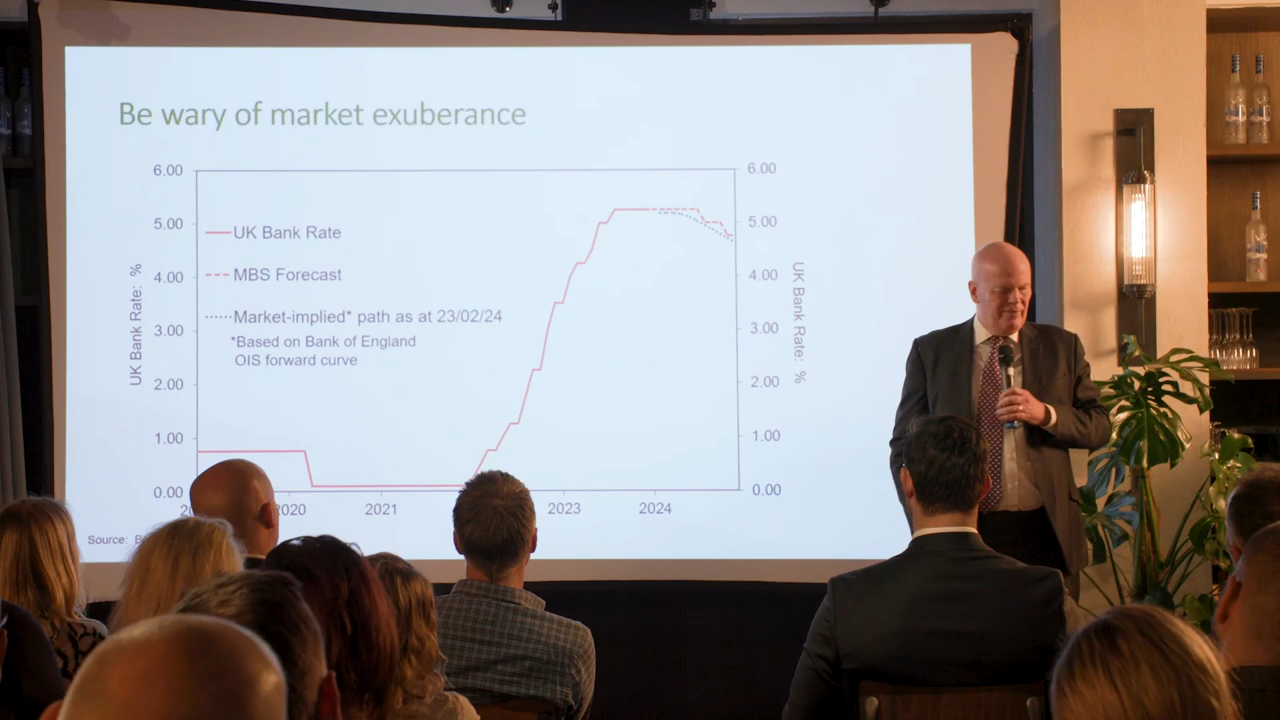 Be wary of market exuberance
6.00
5.00
4.00
3.00
2.00
1.00
0.00
UK Bank Rate: %
UK Bank Rate
MBS Forecast
Market-implied* path as at 23/02/24
*Based on Bank of England
OIS forward curve
6.00
5.00
4.00
3.00
2.00
1.00
0.00
UK Bank Rate: %
2020
2021
2023
2024
Source: